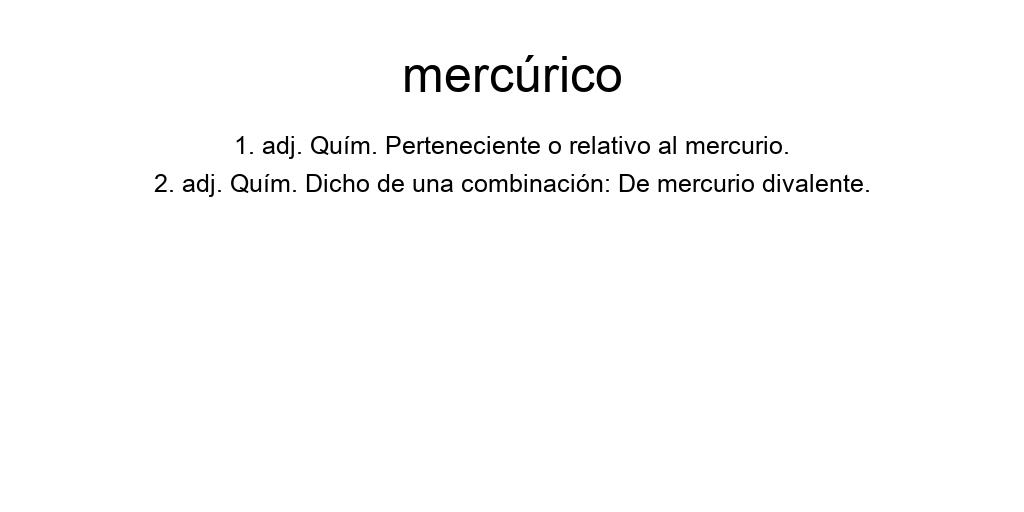 mercúrico
1. adj. Quím. Perteneciente o relativo al mercurio.
2. adj. Quím. Dicho de una combinación: De mercurio divalente.